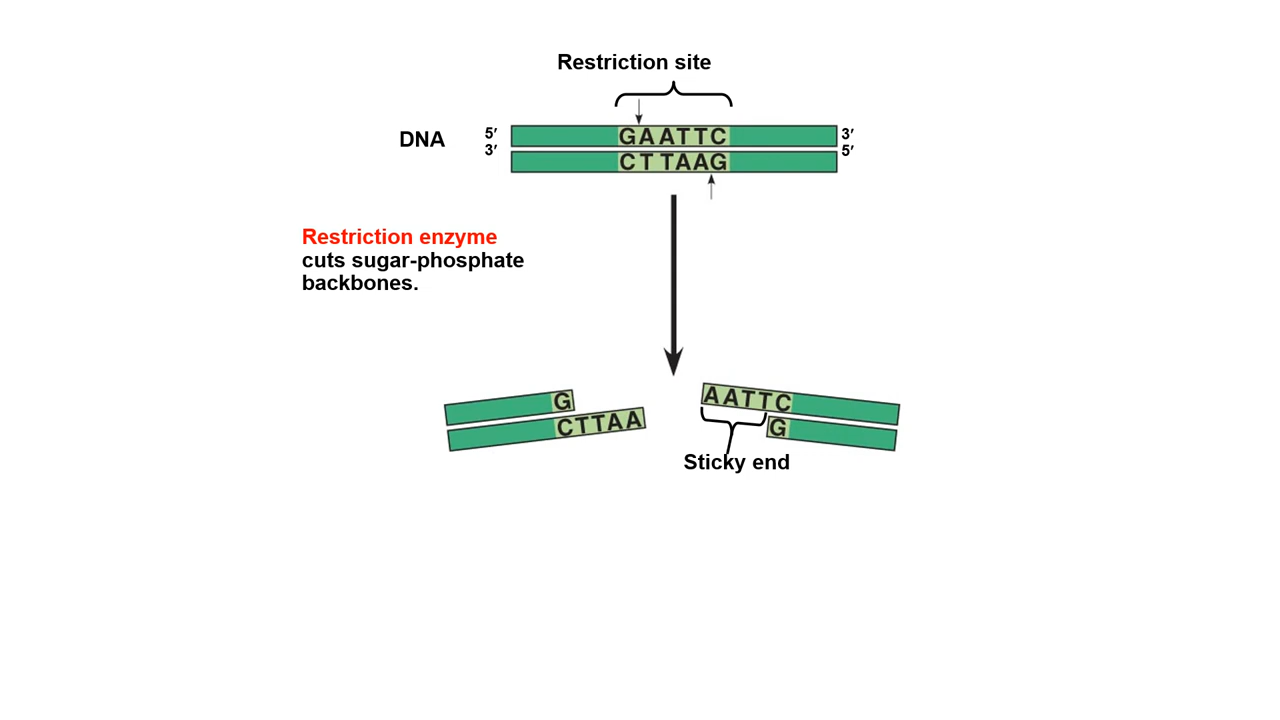 Restriction site
DNA 5′ GAATTC 3′
3′ CTTAAG 5′
Restriction enzyme
cuts sugar-phosphate
backbones.
G
CTTAA
AATTC
G
Sticky end